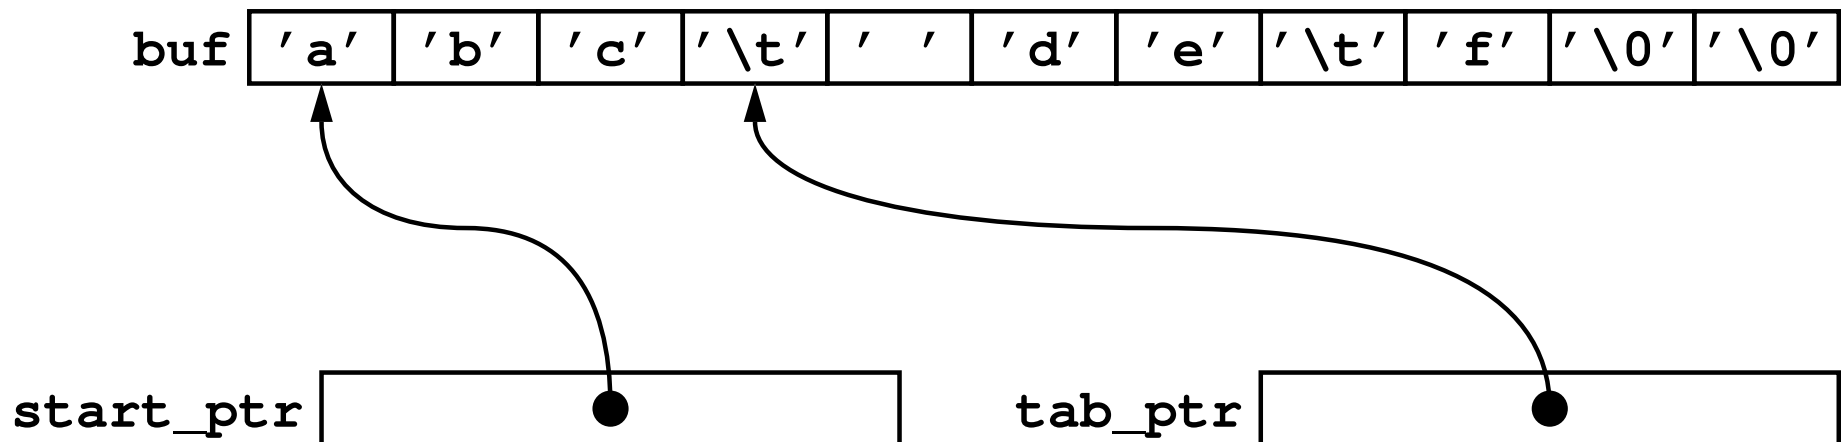 buf 'a' 'b' 'c' '\t' ' ' 'd' 'e' '\t' 'f' '\0' '\0'
start_ptr tab_ptr